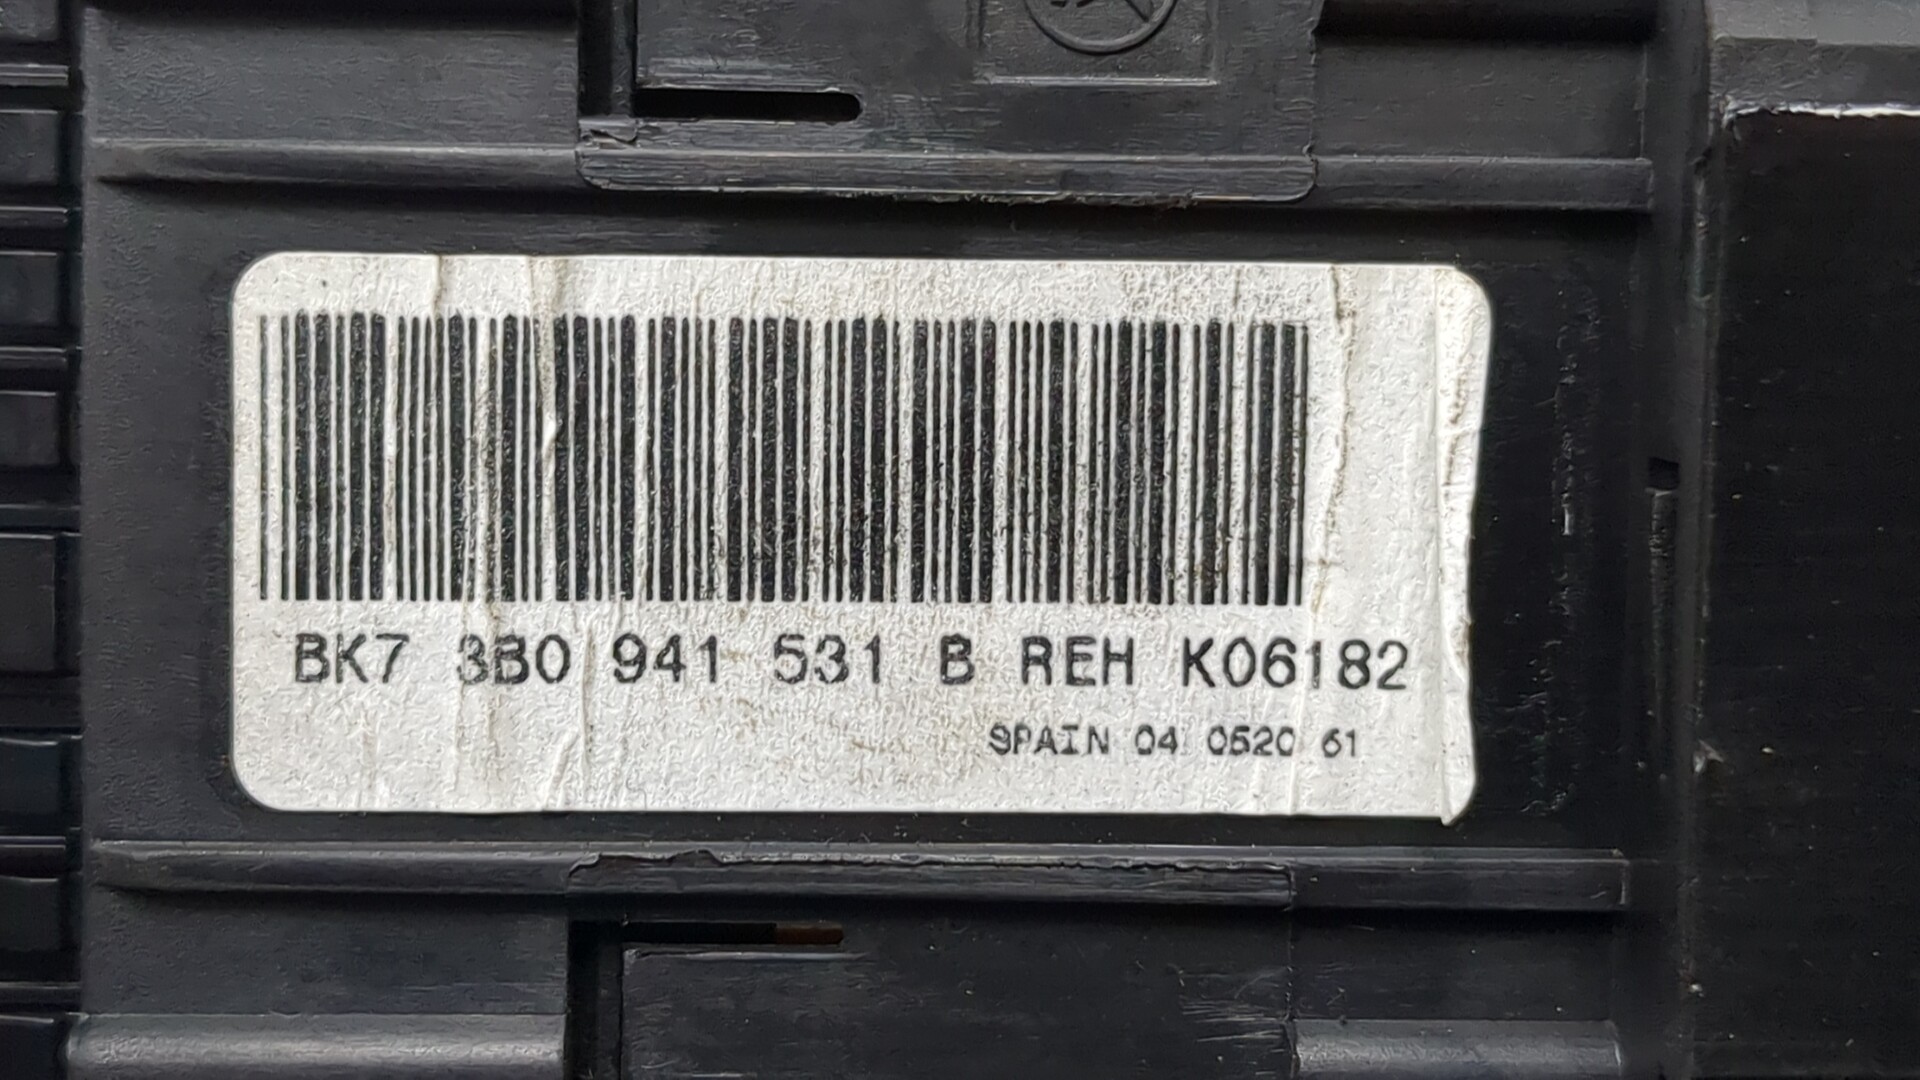 BK7 3B0 941 531 B REH K06182
SPAIN 04 0520 61